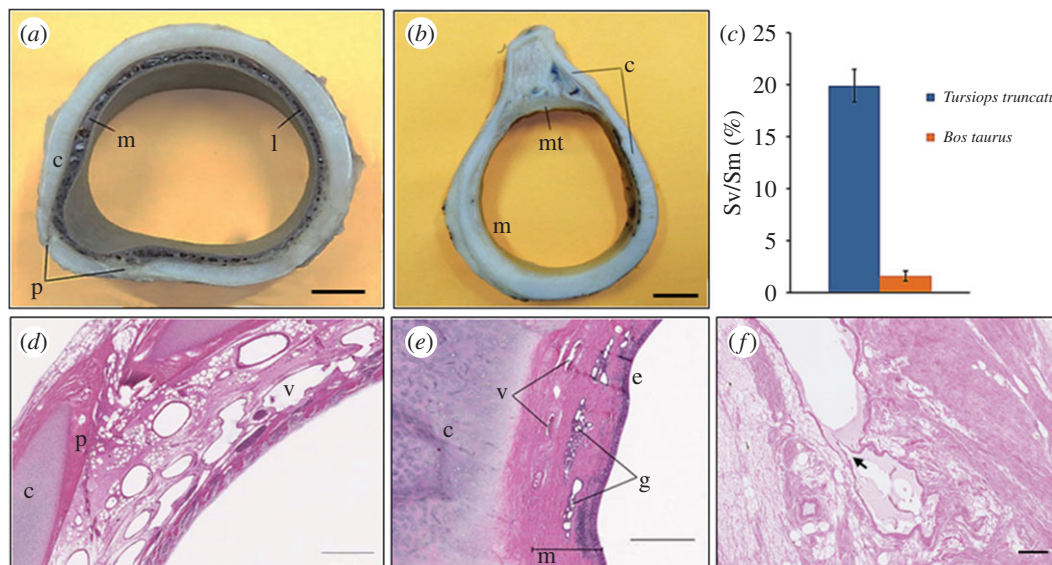 (a)
c
m
l
p
(b)
c
mt
m
(c)
25
20
15
10
5
0
Sv/Sm (%)
Tursiops truncatu
Bos taurus
(d)
v
p
c
(e)
v
e
c
g
m
(f)